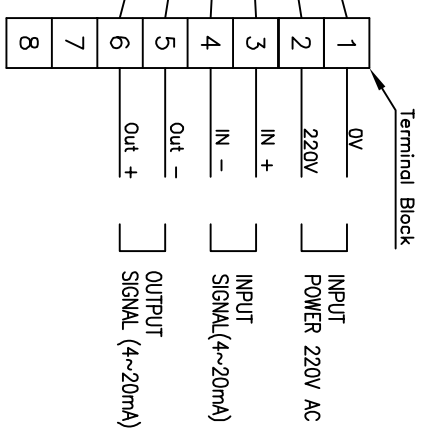 Terminal Block
8 7 6 5 4 3 2 1
Out +
Out -
IN -
IN +
220V
0V
OUTPUT
SIGNAL (4~20mA)
INPUT
SIGNAL(4~20mA)
INPUT
POWER 220V AC